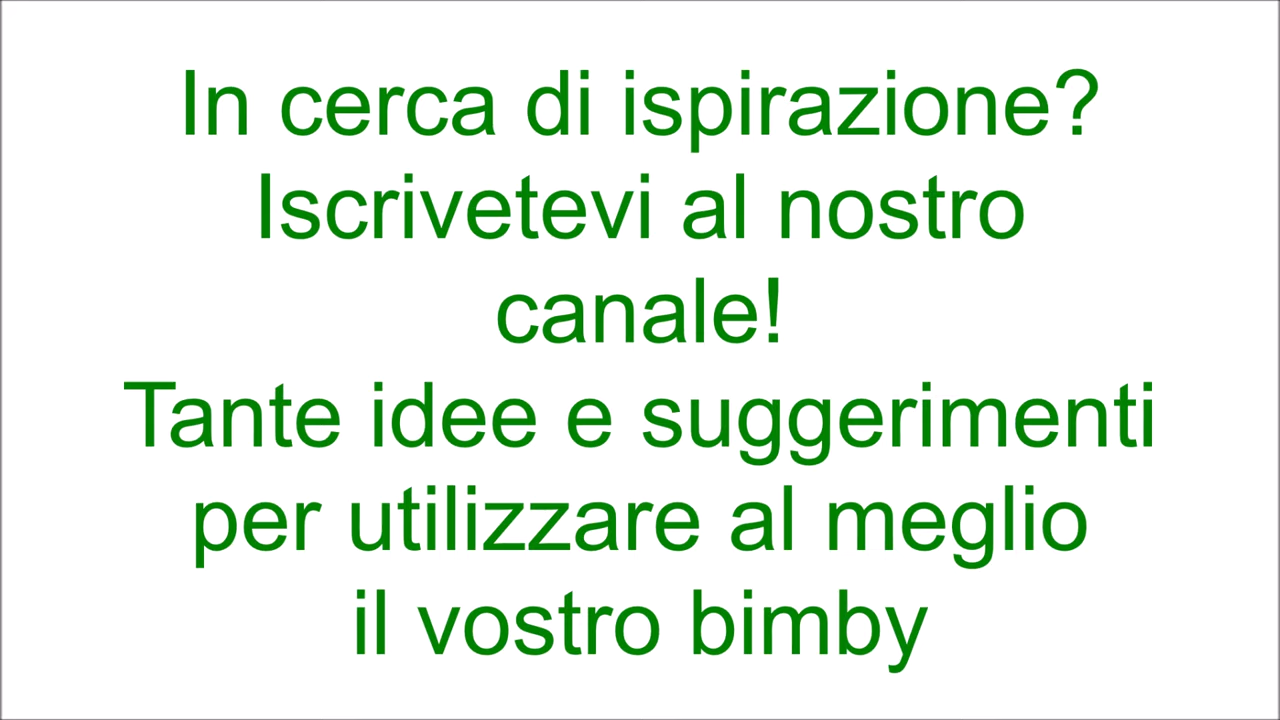 In cerca di ispirazione?
Iscrivetevi al nostro
canale!
Tante idee e suggerimenti
per utilizzare al meglio
il vostro bimby